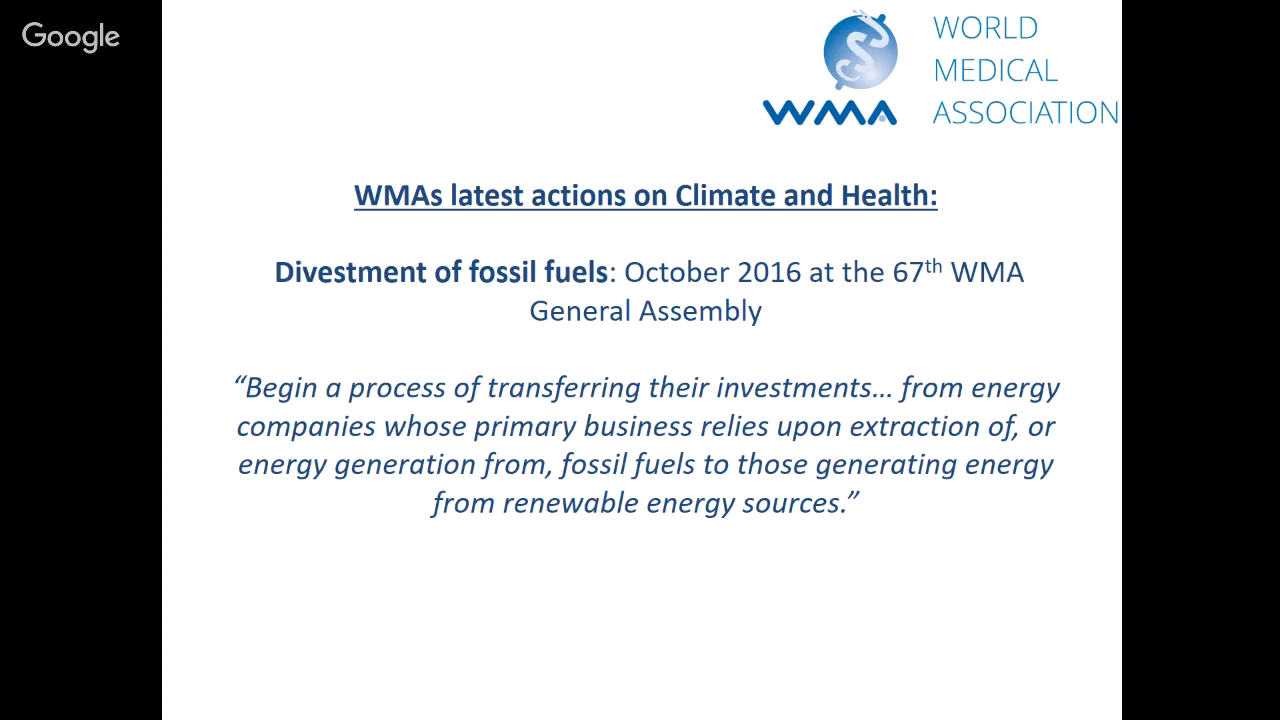 Google
WORLD
MEDICAL
WMA
ASSOCIATION
WMAs latest actions on Climate and Health:
Divestment of fossil fuels: October 2016 at the 67th WMA
General Assembly
“Begin a process of transferring their investments... from energy
companies whose primary business relies upon extraction of, or
energy generation from, fossil fuels to those generating energy
from renewable energy sources.”